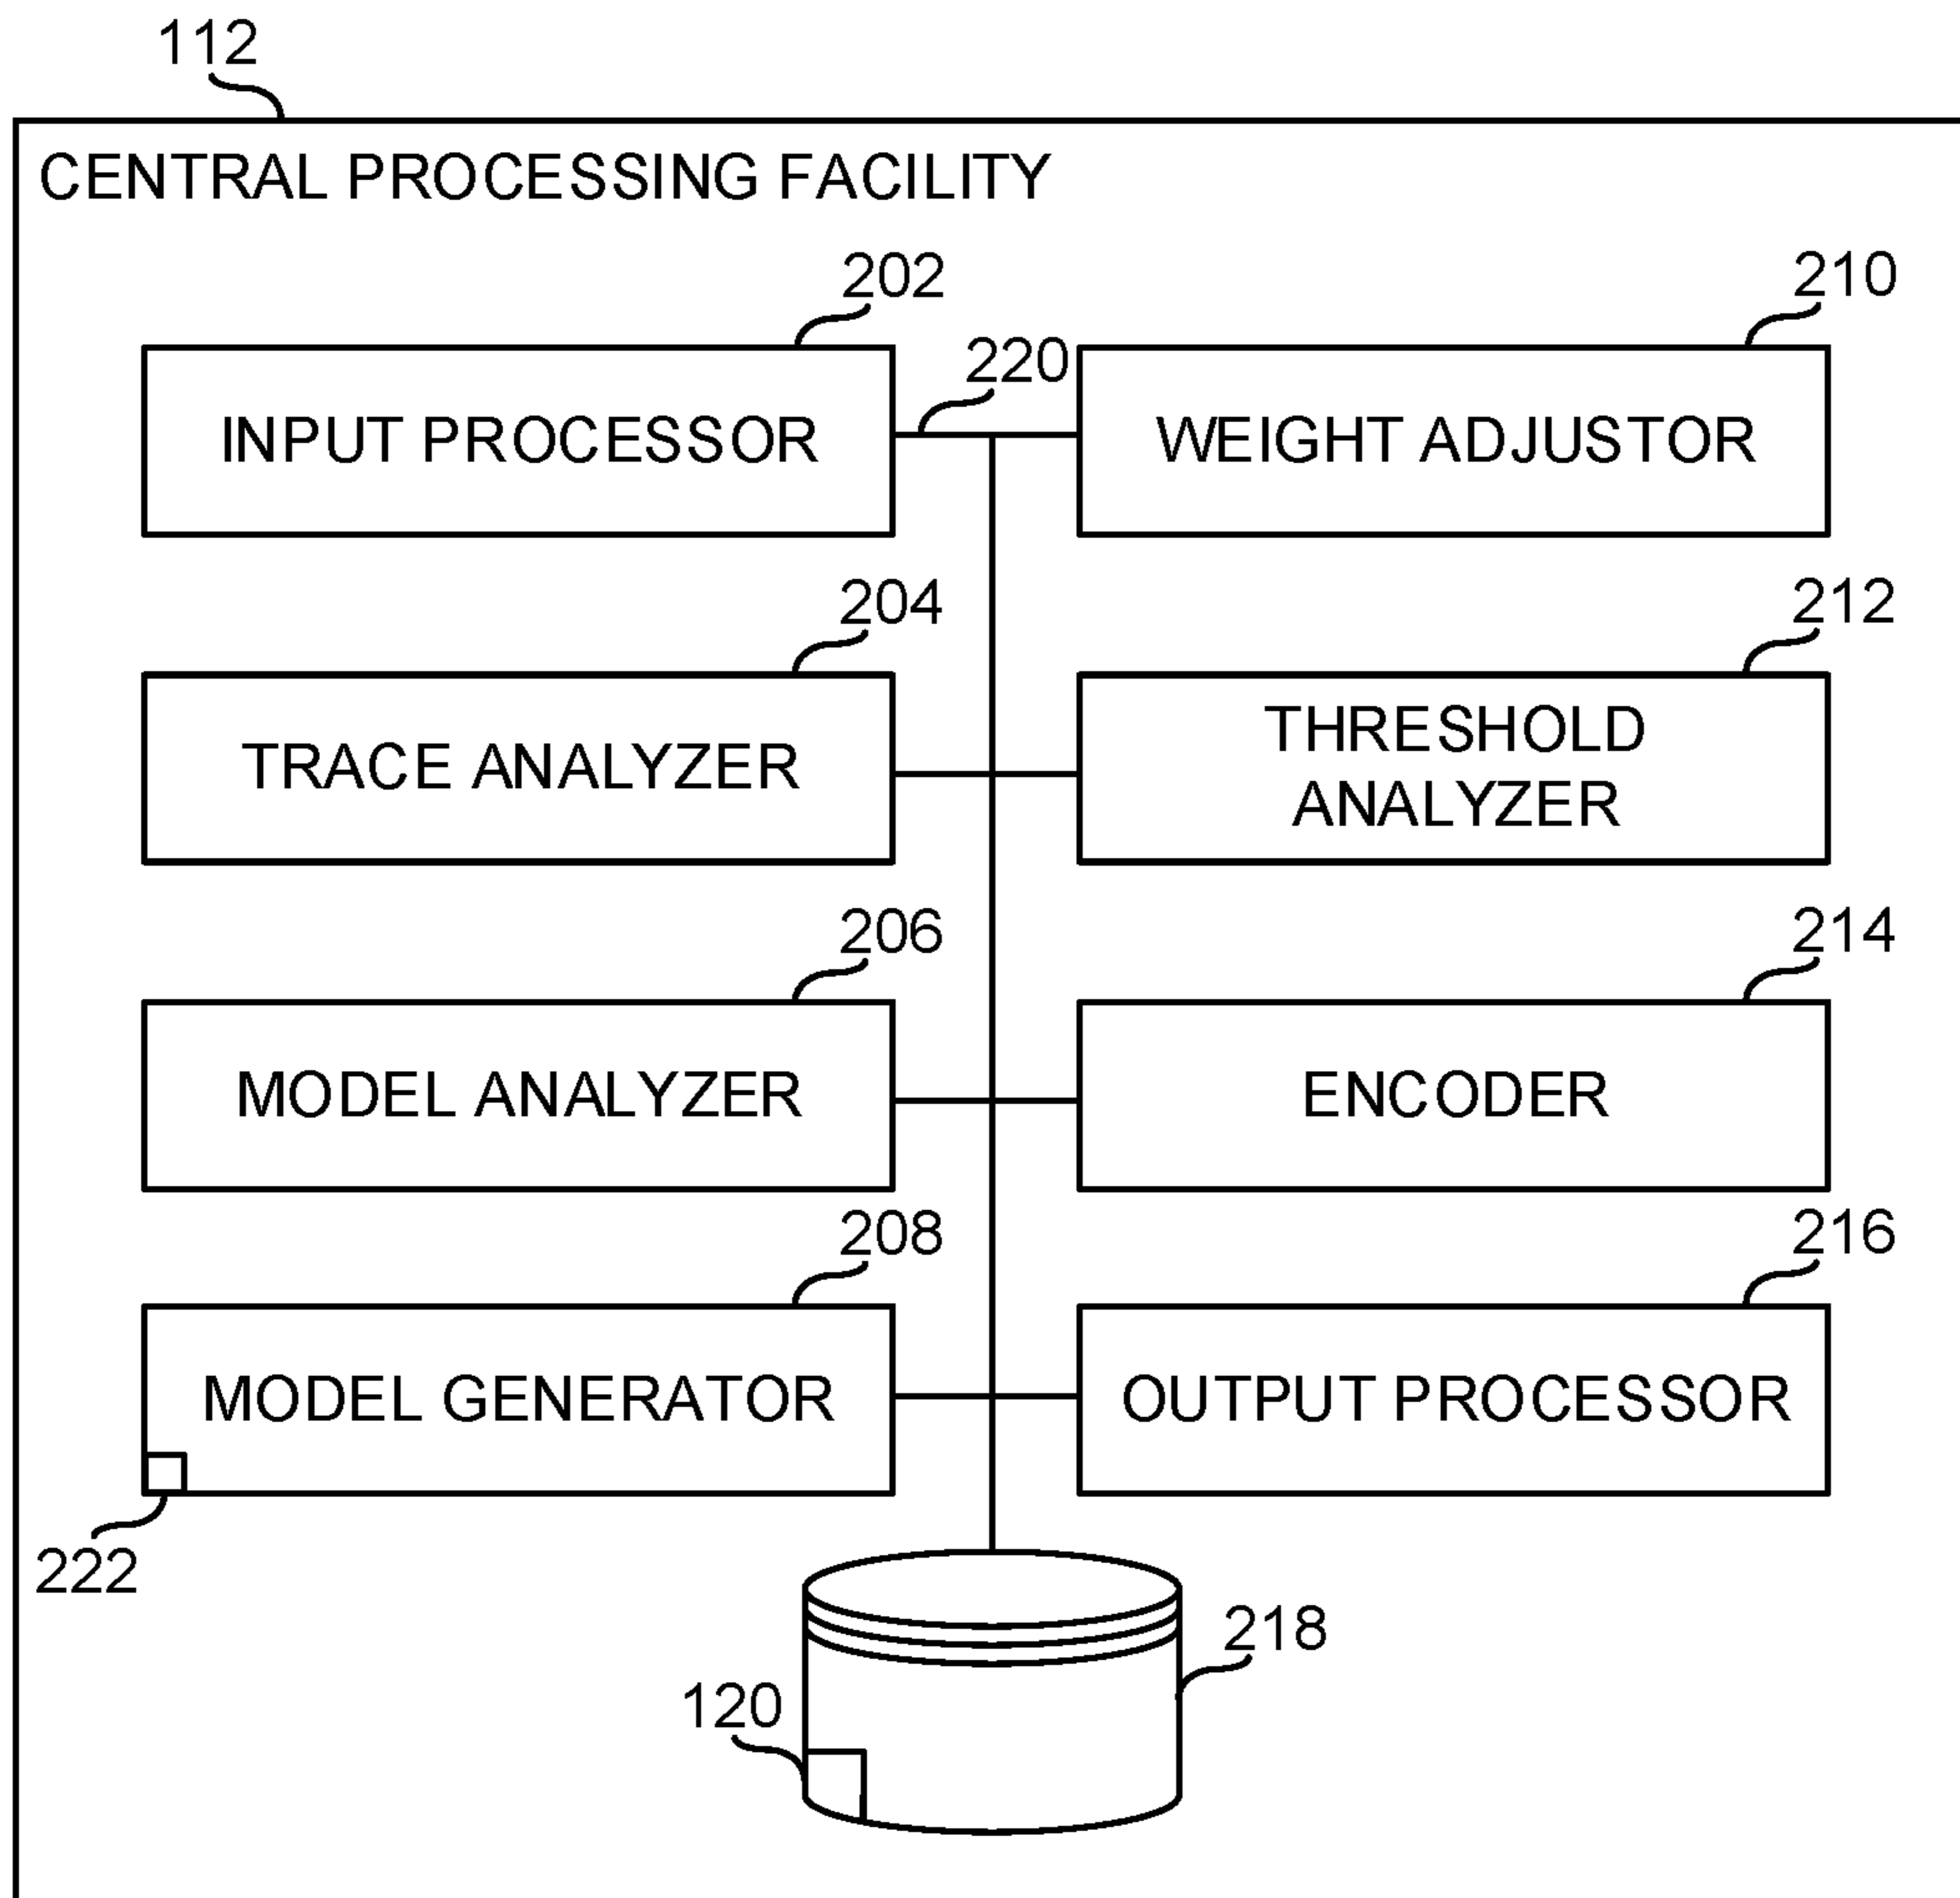 112
CENTRAL PROCESSING FACILITY
202
210
220
INPUT PROCESSOR
WEIGHT ADJUSTOR
204
212
TRACE ANALYZER
THRESHOLD
ANALYZER
206
214
MODEL ANALYZER
ENCODER
208
216
MODEL GENERATOR
OUTPUT PROCESSOR
222
218
120